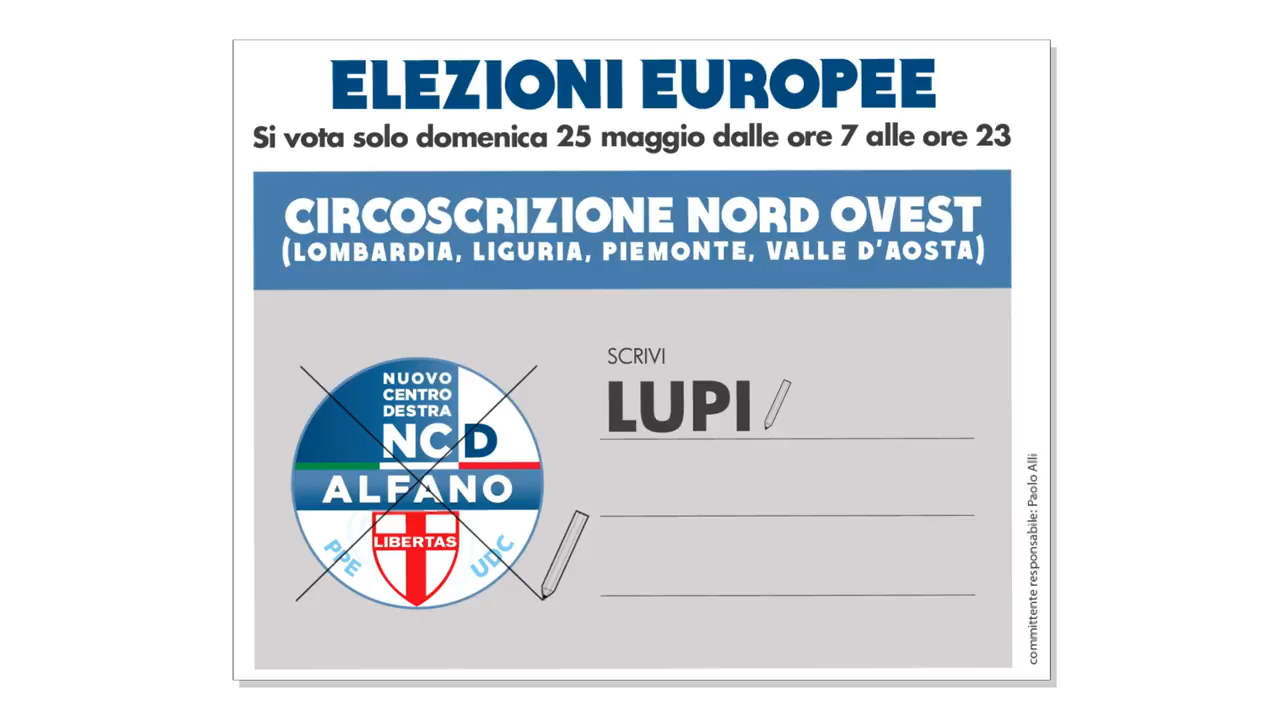 ELEZIONI EUROPEE
Si vota solo domenica 25 maggio dalle ore 7 alle ore 23
CIRCOSCRIZIONE NORD OVEST
(LOMBARDIA, LIGURIA, PIEMONTE, VALLE D'AOSTA)
NUOVO
CENTRO
DESTRA
NCD
ALFANO
LIBERTAS
PPE
UDC
SCRIVI
LUPI
committente responsabile: Paolo Alli